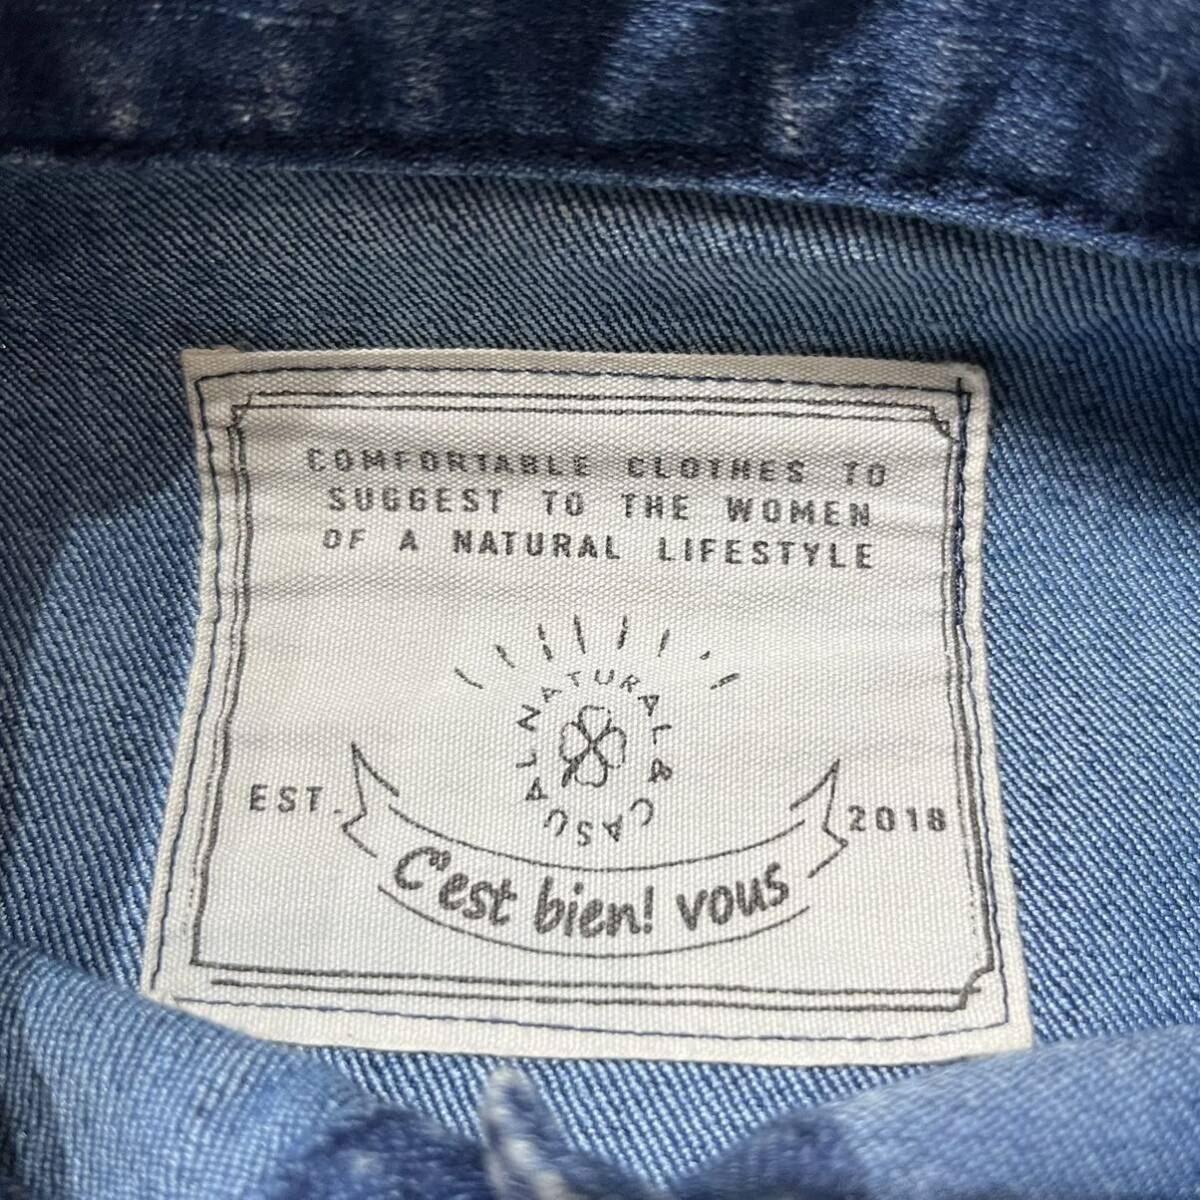 COMFORTABLE CLOTHES TO
SUGGEST TO THE WOMEN
OF A NATURAL LIFESTYLE
NATURAL & CASUAL
EST. 2018
C'est bien! vous